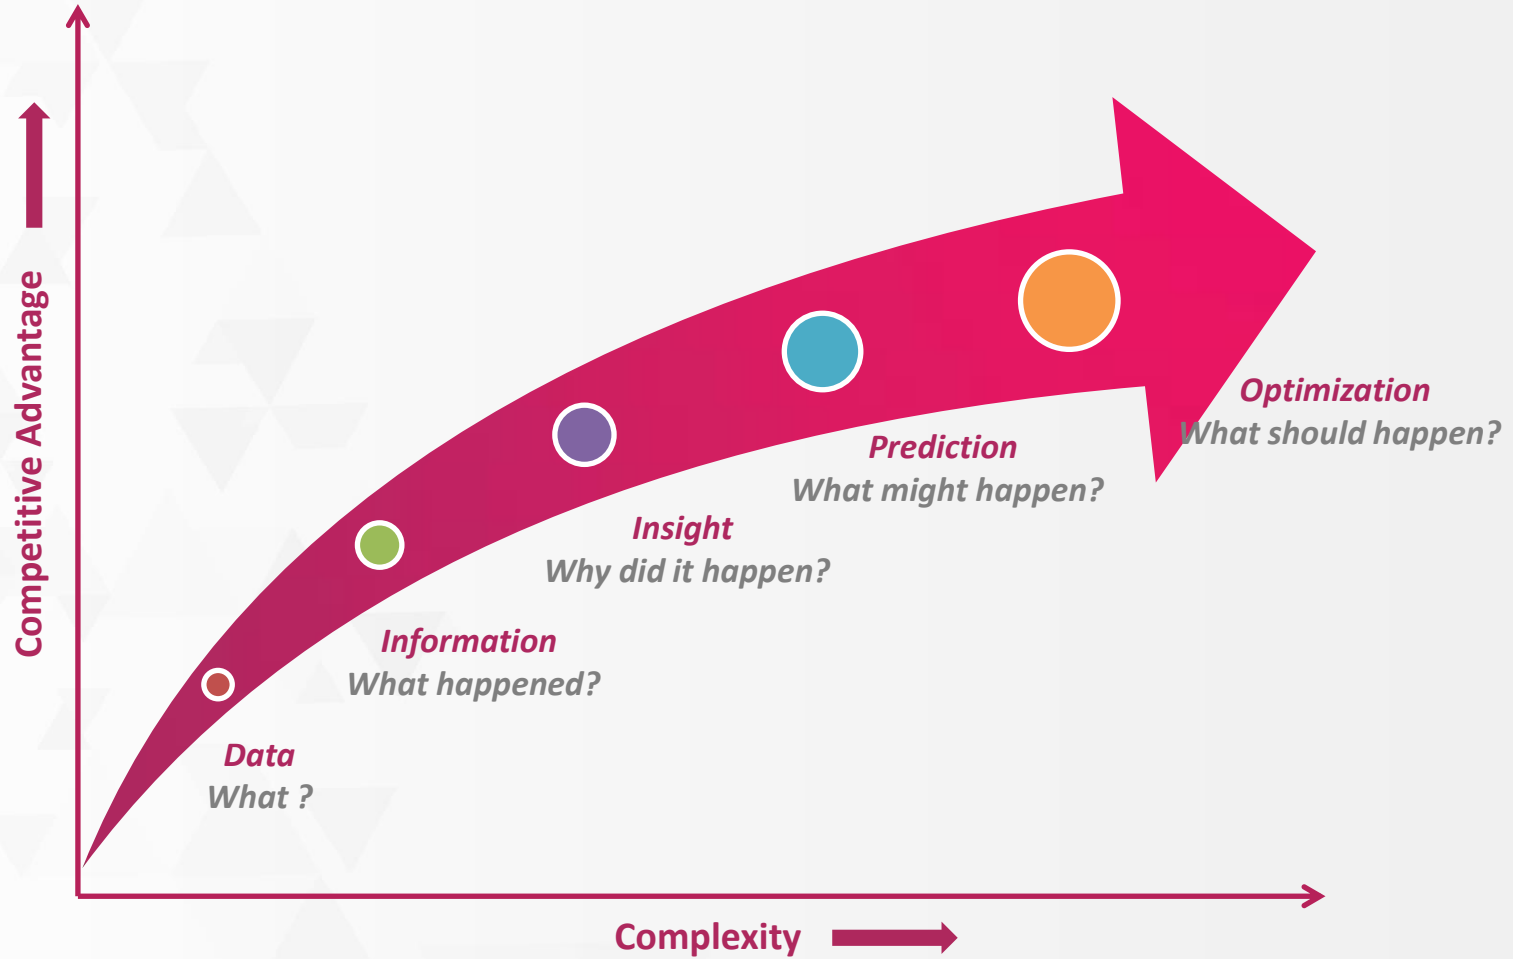 Competitive Advantage
Optimization
What should happen?
Prediction
What might happen?
Insight
Why did it happen?
Information
What happened?
Data
What ?
Complexity